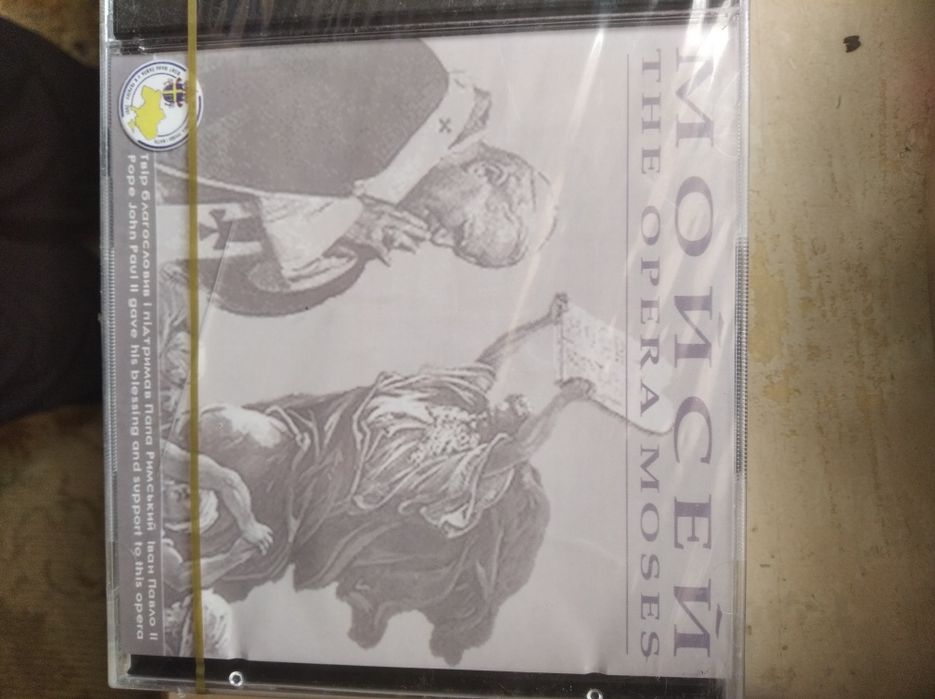 МОЙСЕЙ
THE OPERA MOSES
Твір благословив і підтримав Папа Римський Іван Павло II
Pope John Paul II gave his blessing and support to this opera